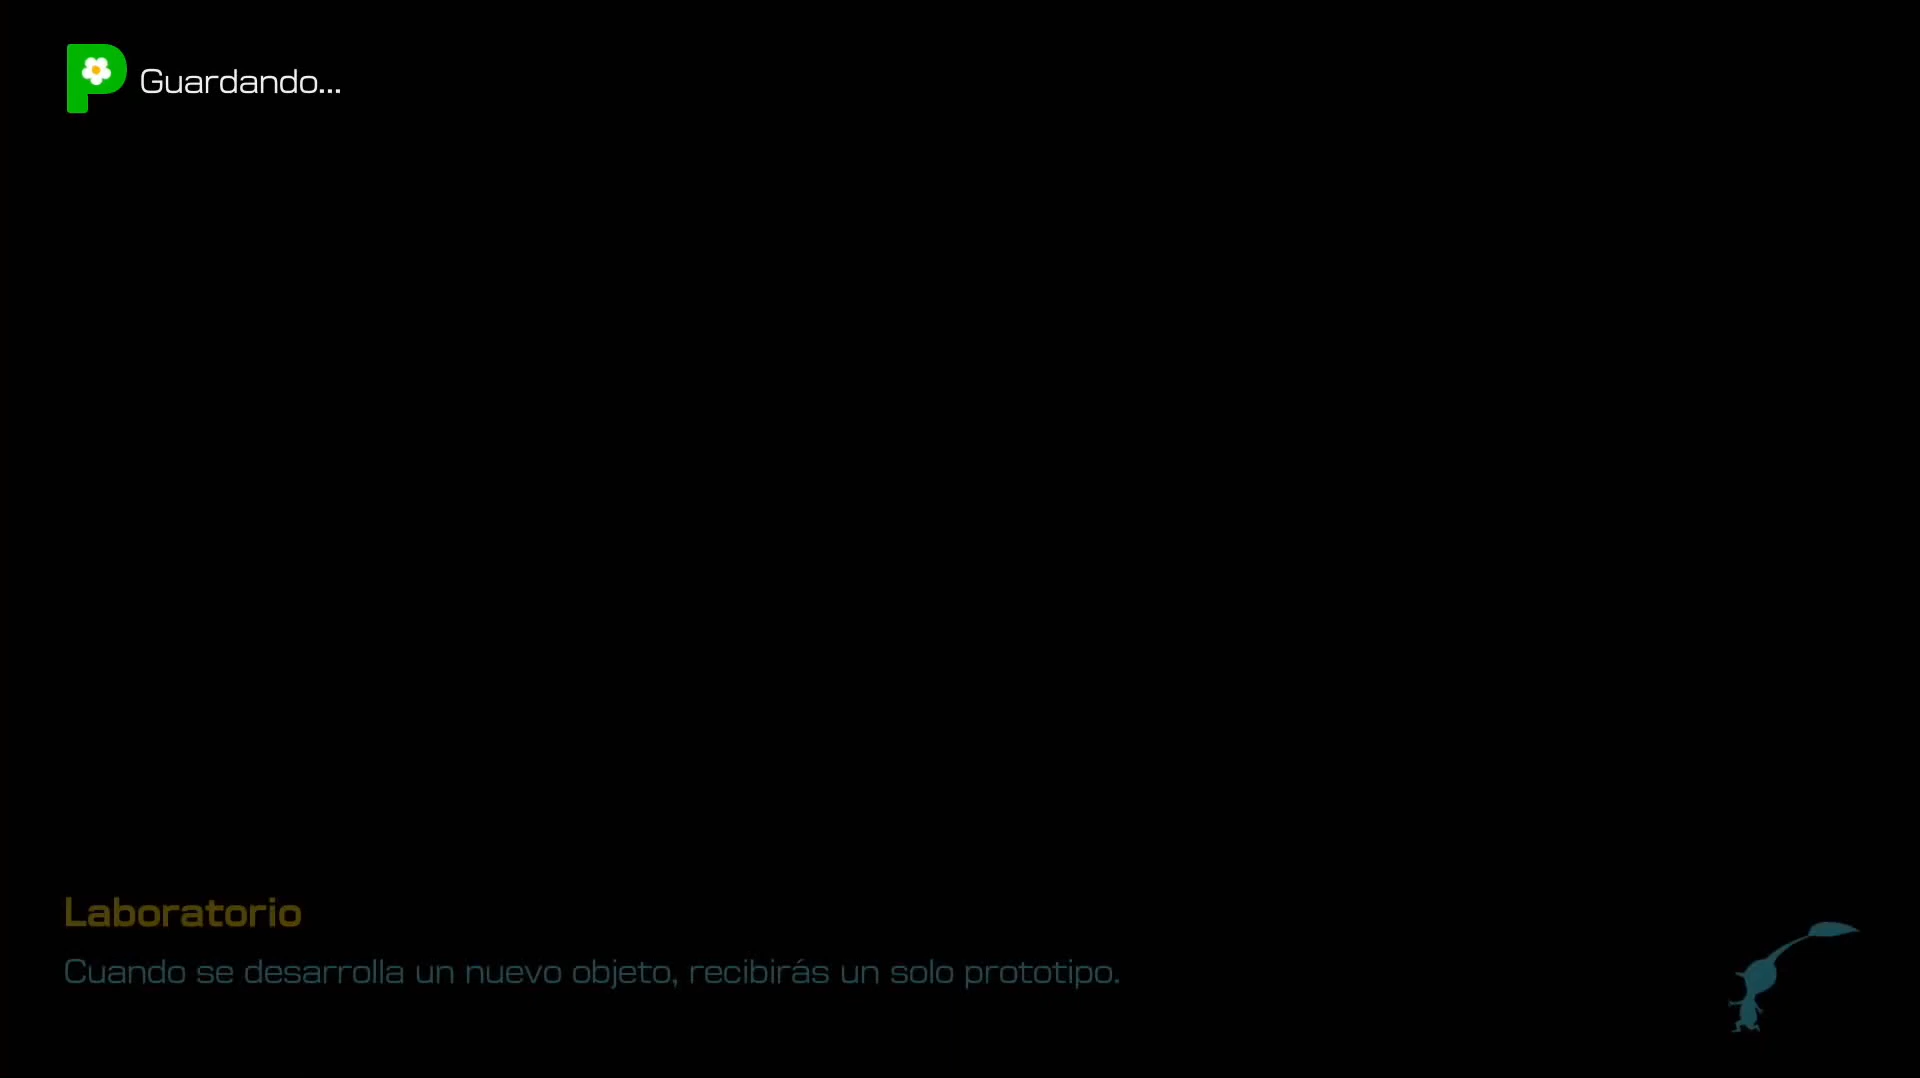 Guardando...
Laboratorio
Cuando se desarrolla un nuevo objeto, recibirás un solo prototipo.